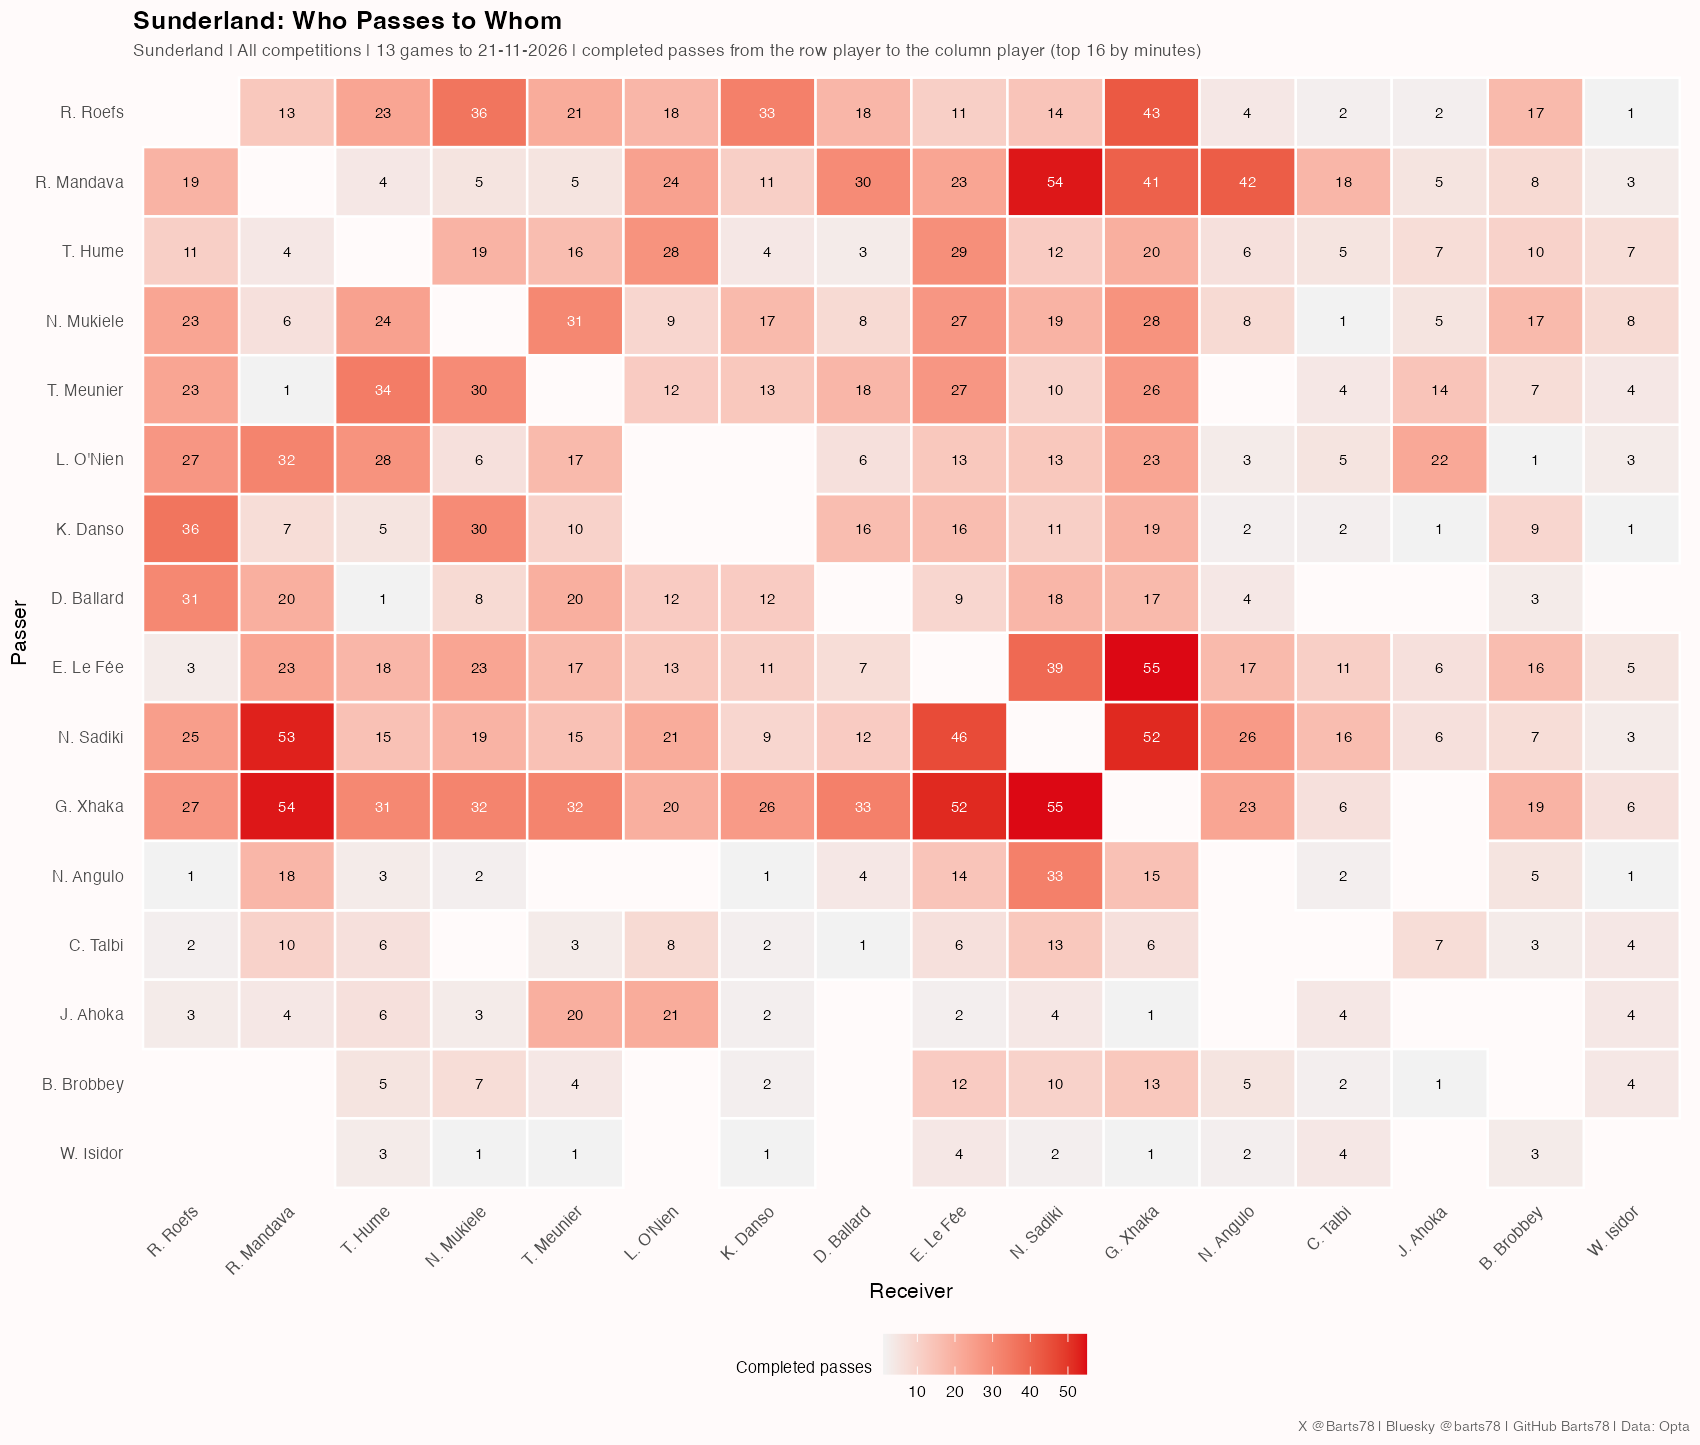 Sunderland: Who Passes to Whom
Sunderland | All competitions | 13 games to 21-11-2026 | completed passes from the row player to the column player (top 16 by minutes)
Passer
R. Roefs 13 23 36 21 18 33 18 11 14 43 4 2 2 17 1
R. Mandava 19 4 5 5 24 11 30 23 54 41 42 18 5 8 3
T. Hume 11 4 19 16 28 4 3 29 12 20 6 5 7 10 7
N. Mukiele 23 6 24 31 9 17 8 27 19 28 8 1 5 17 8
T. Meunier 23 1 34 30 12 13 18 27 10 26 4 14 7 4
L. O'Nien 27 32 28 6 17 6 13 13 23 3 5 22 1 3
K. Danso 36 7 5 30 10 16 16 11 19 2 2 1 9 1
D. Ballard 31 20 1 8 20 12 12 9 18 17 4 3
E. Le Fée 3 23 18 23 17 13 11 7 39 55 17 11 6 16 5
N. Sadiki 25 53 15 19 15 21 9 12 46 52 26 16 6 7 3
G. Xhaka 27 54 31 32 32 20 26 33 52 55 23 6 19 6
N. Angulo 1 18 3 2 1 4 14 33 15 2 5 1
C. Talbi 2 10 6 3 8 2 1 6 13 6 7 3 4
J. Ahoka 3 4 6 3 20 21 2 2 4 1 4 4
B. Brobbey 5 7 4 2 12 10 13 5 2 1 4
W. Isidor 3 1 1 1 4 2 1 2 4 3
R. Roefs R. Mandava T. Hume N. Mukiele T. Meunier L. O'Nien K. Danso D. Ballard E. Le Fée N. Sadiki G. Xhaka N. Angulo C. Talbi J. Ahoka B. Brobbey W. Isidor
Receiver
Completed passes
10 20 30 40 50
X @Barts78 | Bluesky @barts78 | GitHub Barts78 | Data: Opta